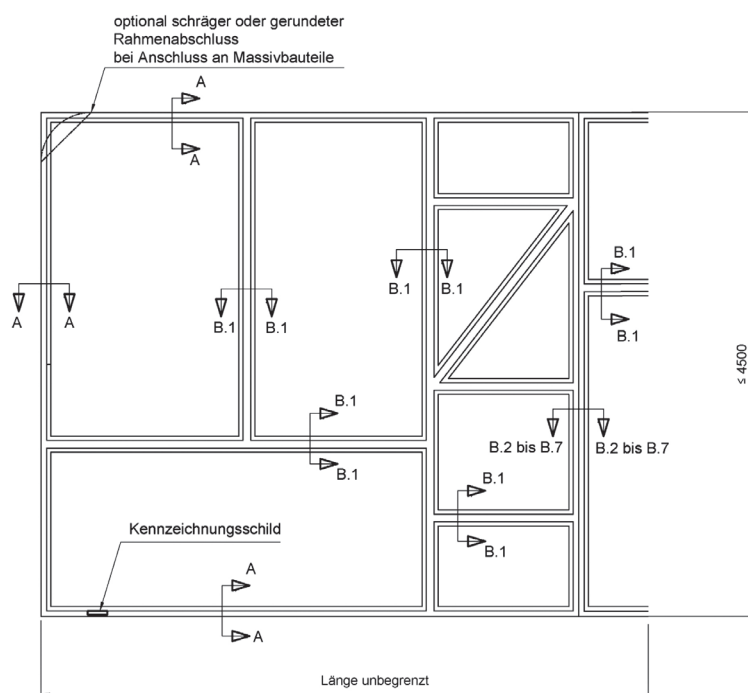 optional schräger oder gerundeter
Rahmenabschluss
bei Anschluss an Massivbauteile
A
A
A
A
B.1
B.1
B.1
B.1
B.1
B.1
≤ 4500
B.1
B.1
B.2 bis B.7
B.2 bis B.7
B.1
B.1
Kennzeichnungsschild
A
A
Länge unbegrenzt